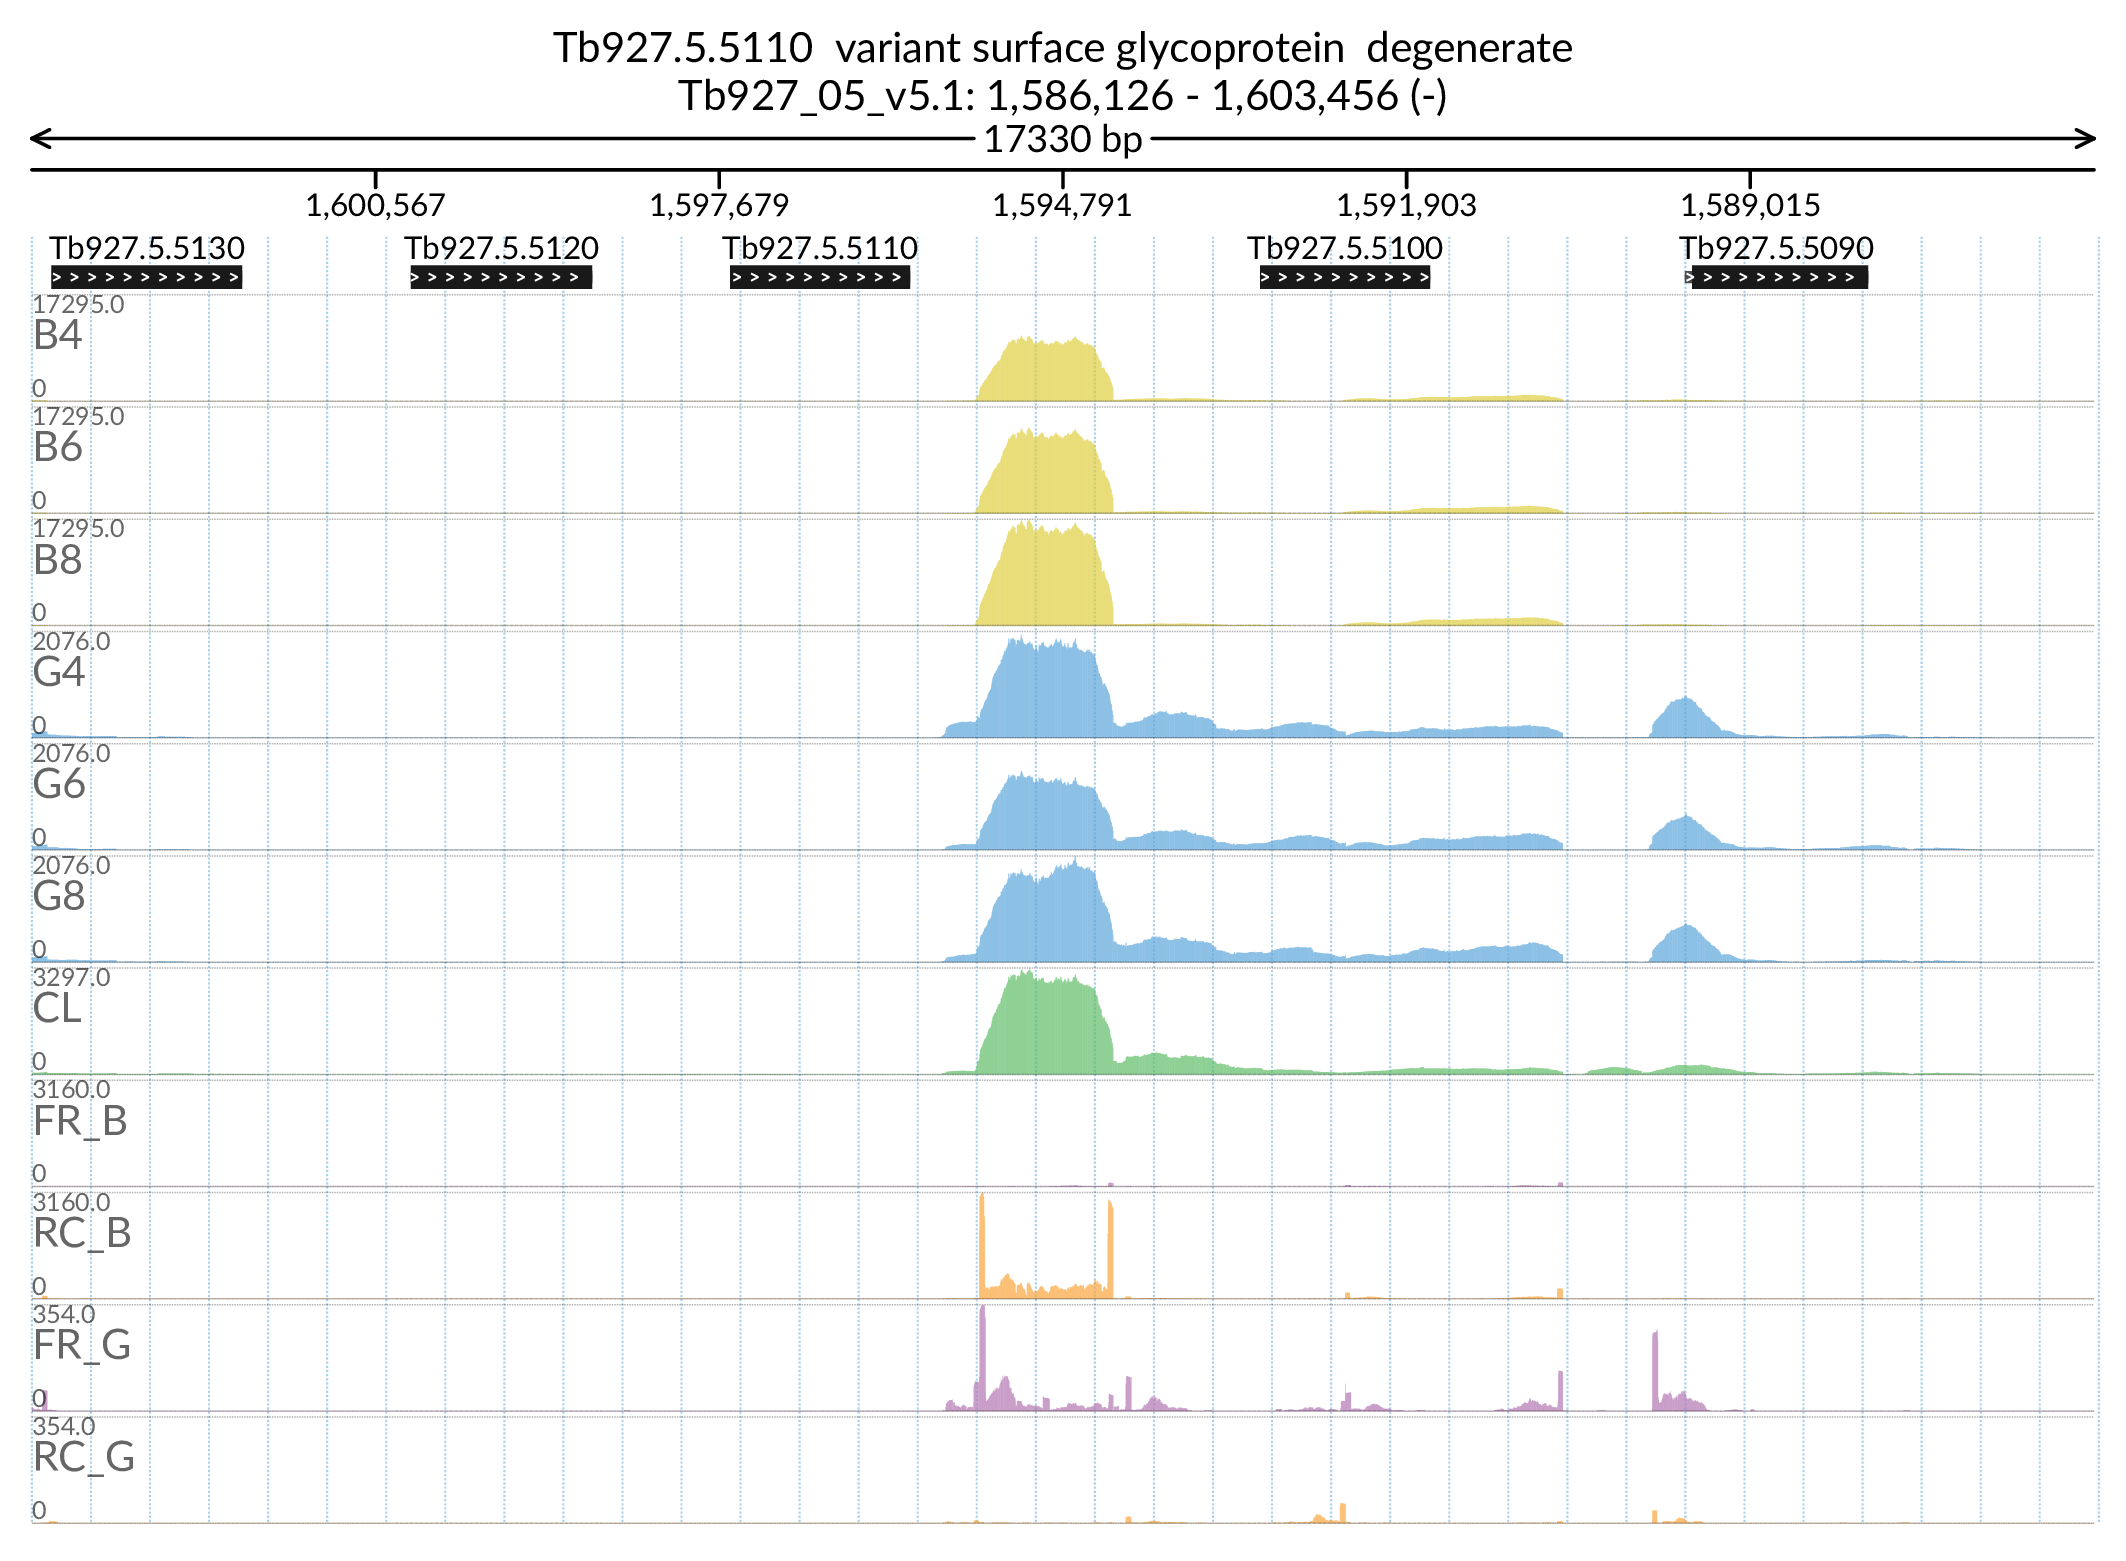 Tb927.5.5110 variant surface glycoprotein degenerate
Tb927_05_v5.1: 1,586,126 - 1,603,456 (-)
17330 bp
1,600,567 1,597,679 1,594,791 1,591,903 1,589,015
Tb927.5.5130 Tb927.5.5120 Tb927.5.5110 Tb927.5.5100 Tb927.5.5090
17295.0
B4
0
17295.0
B6
0
17295.0
B8
0
2076.0
G4
0
2076.0
G6
0
2076.0
G8
0
3297.0
CL
0
3160.0
FR_B
0
3160.0
RC_B
0
354.0
FR_G
0
354.0
RC_G
0